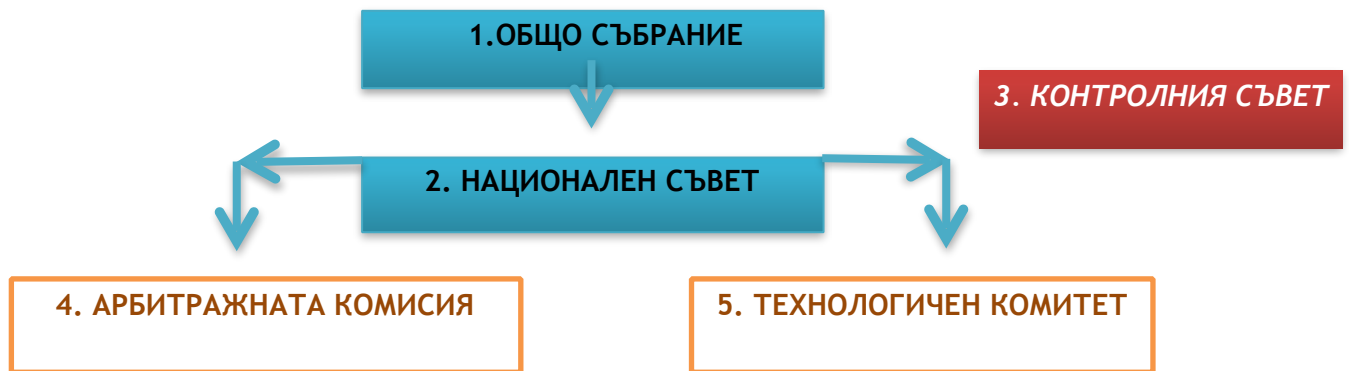 1.ОБЩО СЪБРАНИЕ
3. КОНТРОЛНИЯ СЪВЕТ
2. НАЦИОНАЛЕН СЪВЕТ
4. АРБИТРАЖНАТА КОМИСИЯ
5. ТЕХНОЛОГИЧЕН КОМИТЕТ